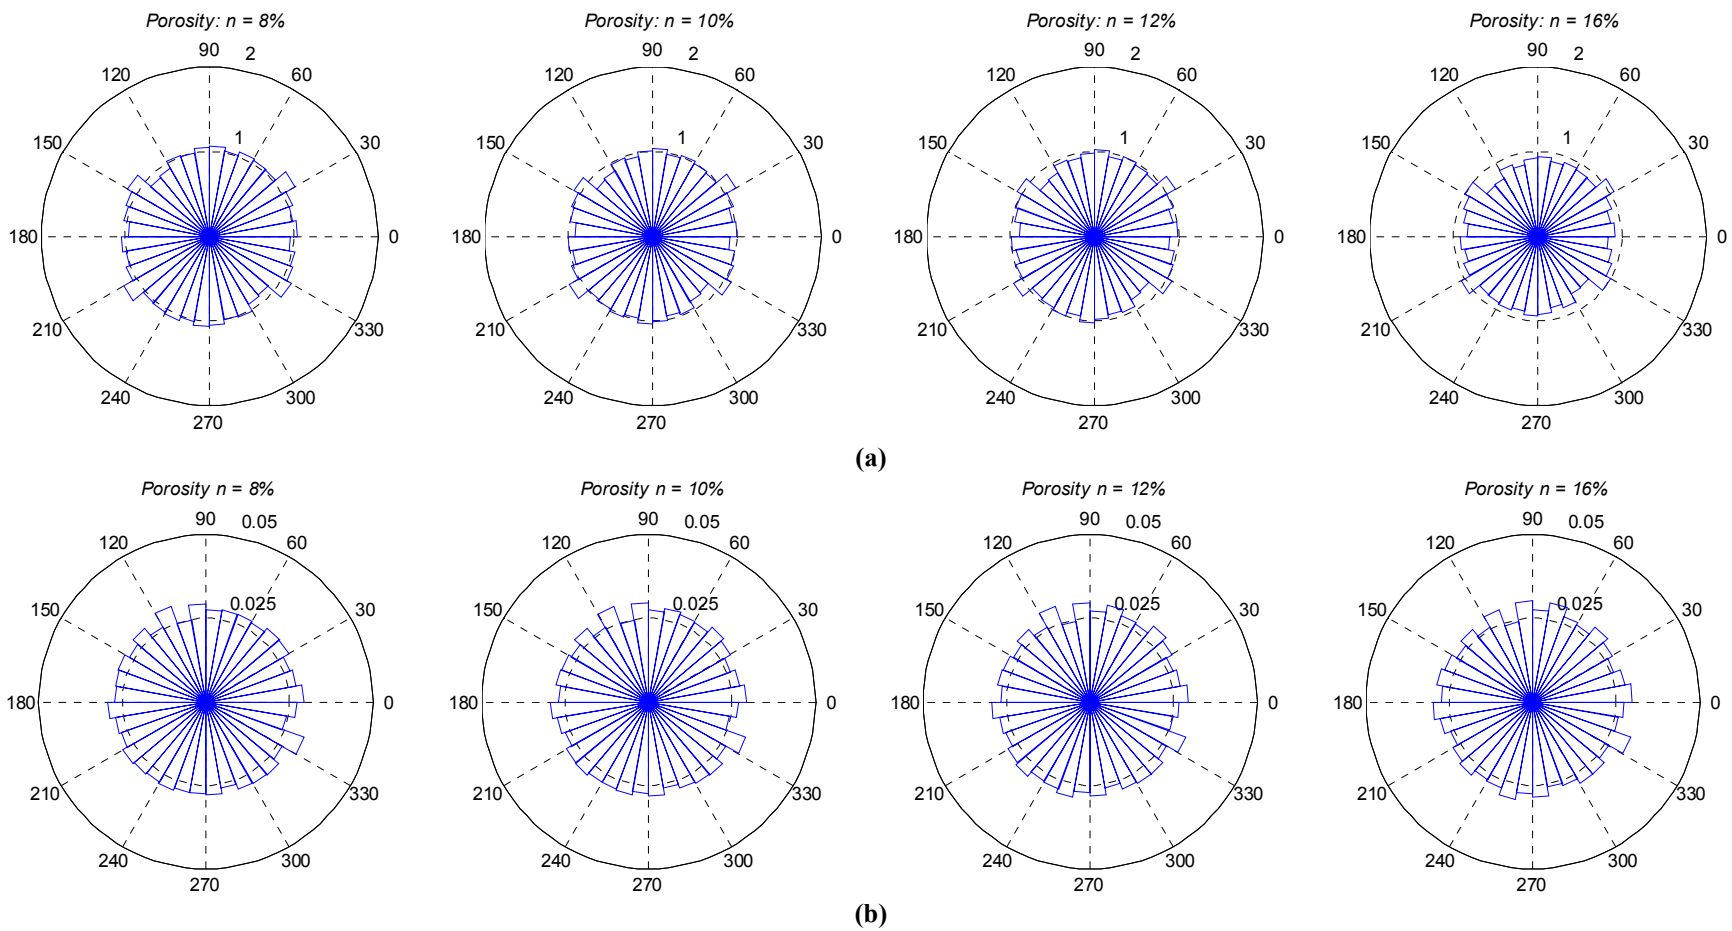 Porosity: n = 8% Porosity: n = 10% Porosity: n = 12% Porosity: n = 16%
90 2 90 2 90 2 90 2
120 60 120 60 120 60 120 60
150 1 30 150 1 30 150 1 30 150 1 30
180 0 180 0 180 0 180 0
210 330 210 330 210 330 210 330
240 300 240 300 240 300 240 300
270 270 270 270
(a)
Porosity n = 8% Porosity n = 10% Porosity n = 12% Porosity n = 16%
90 0.05 90 0.05 90 0.05 90 0.05
120 60 120 60 120 60 120 60
150 0.025 30 150 0.025 30 150 0.025 30 150 0.025 30
180 0 180 0 180 0 180 0
210 330 210 330 210 330 210 330
240 300 240 300 240 300 240 300
270 270 270 270
(b)